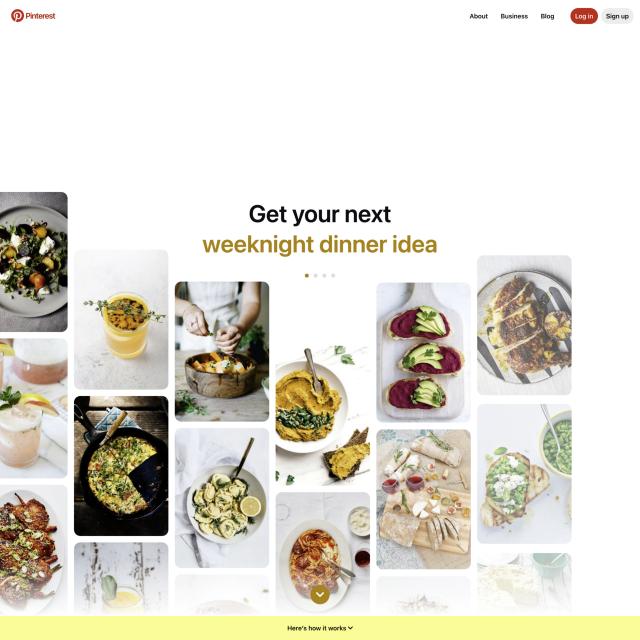 Pinterest
About
Business
Blog
Log in
Sign up
Get your next
weeknight dinner idea
Here's how it works